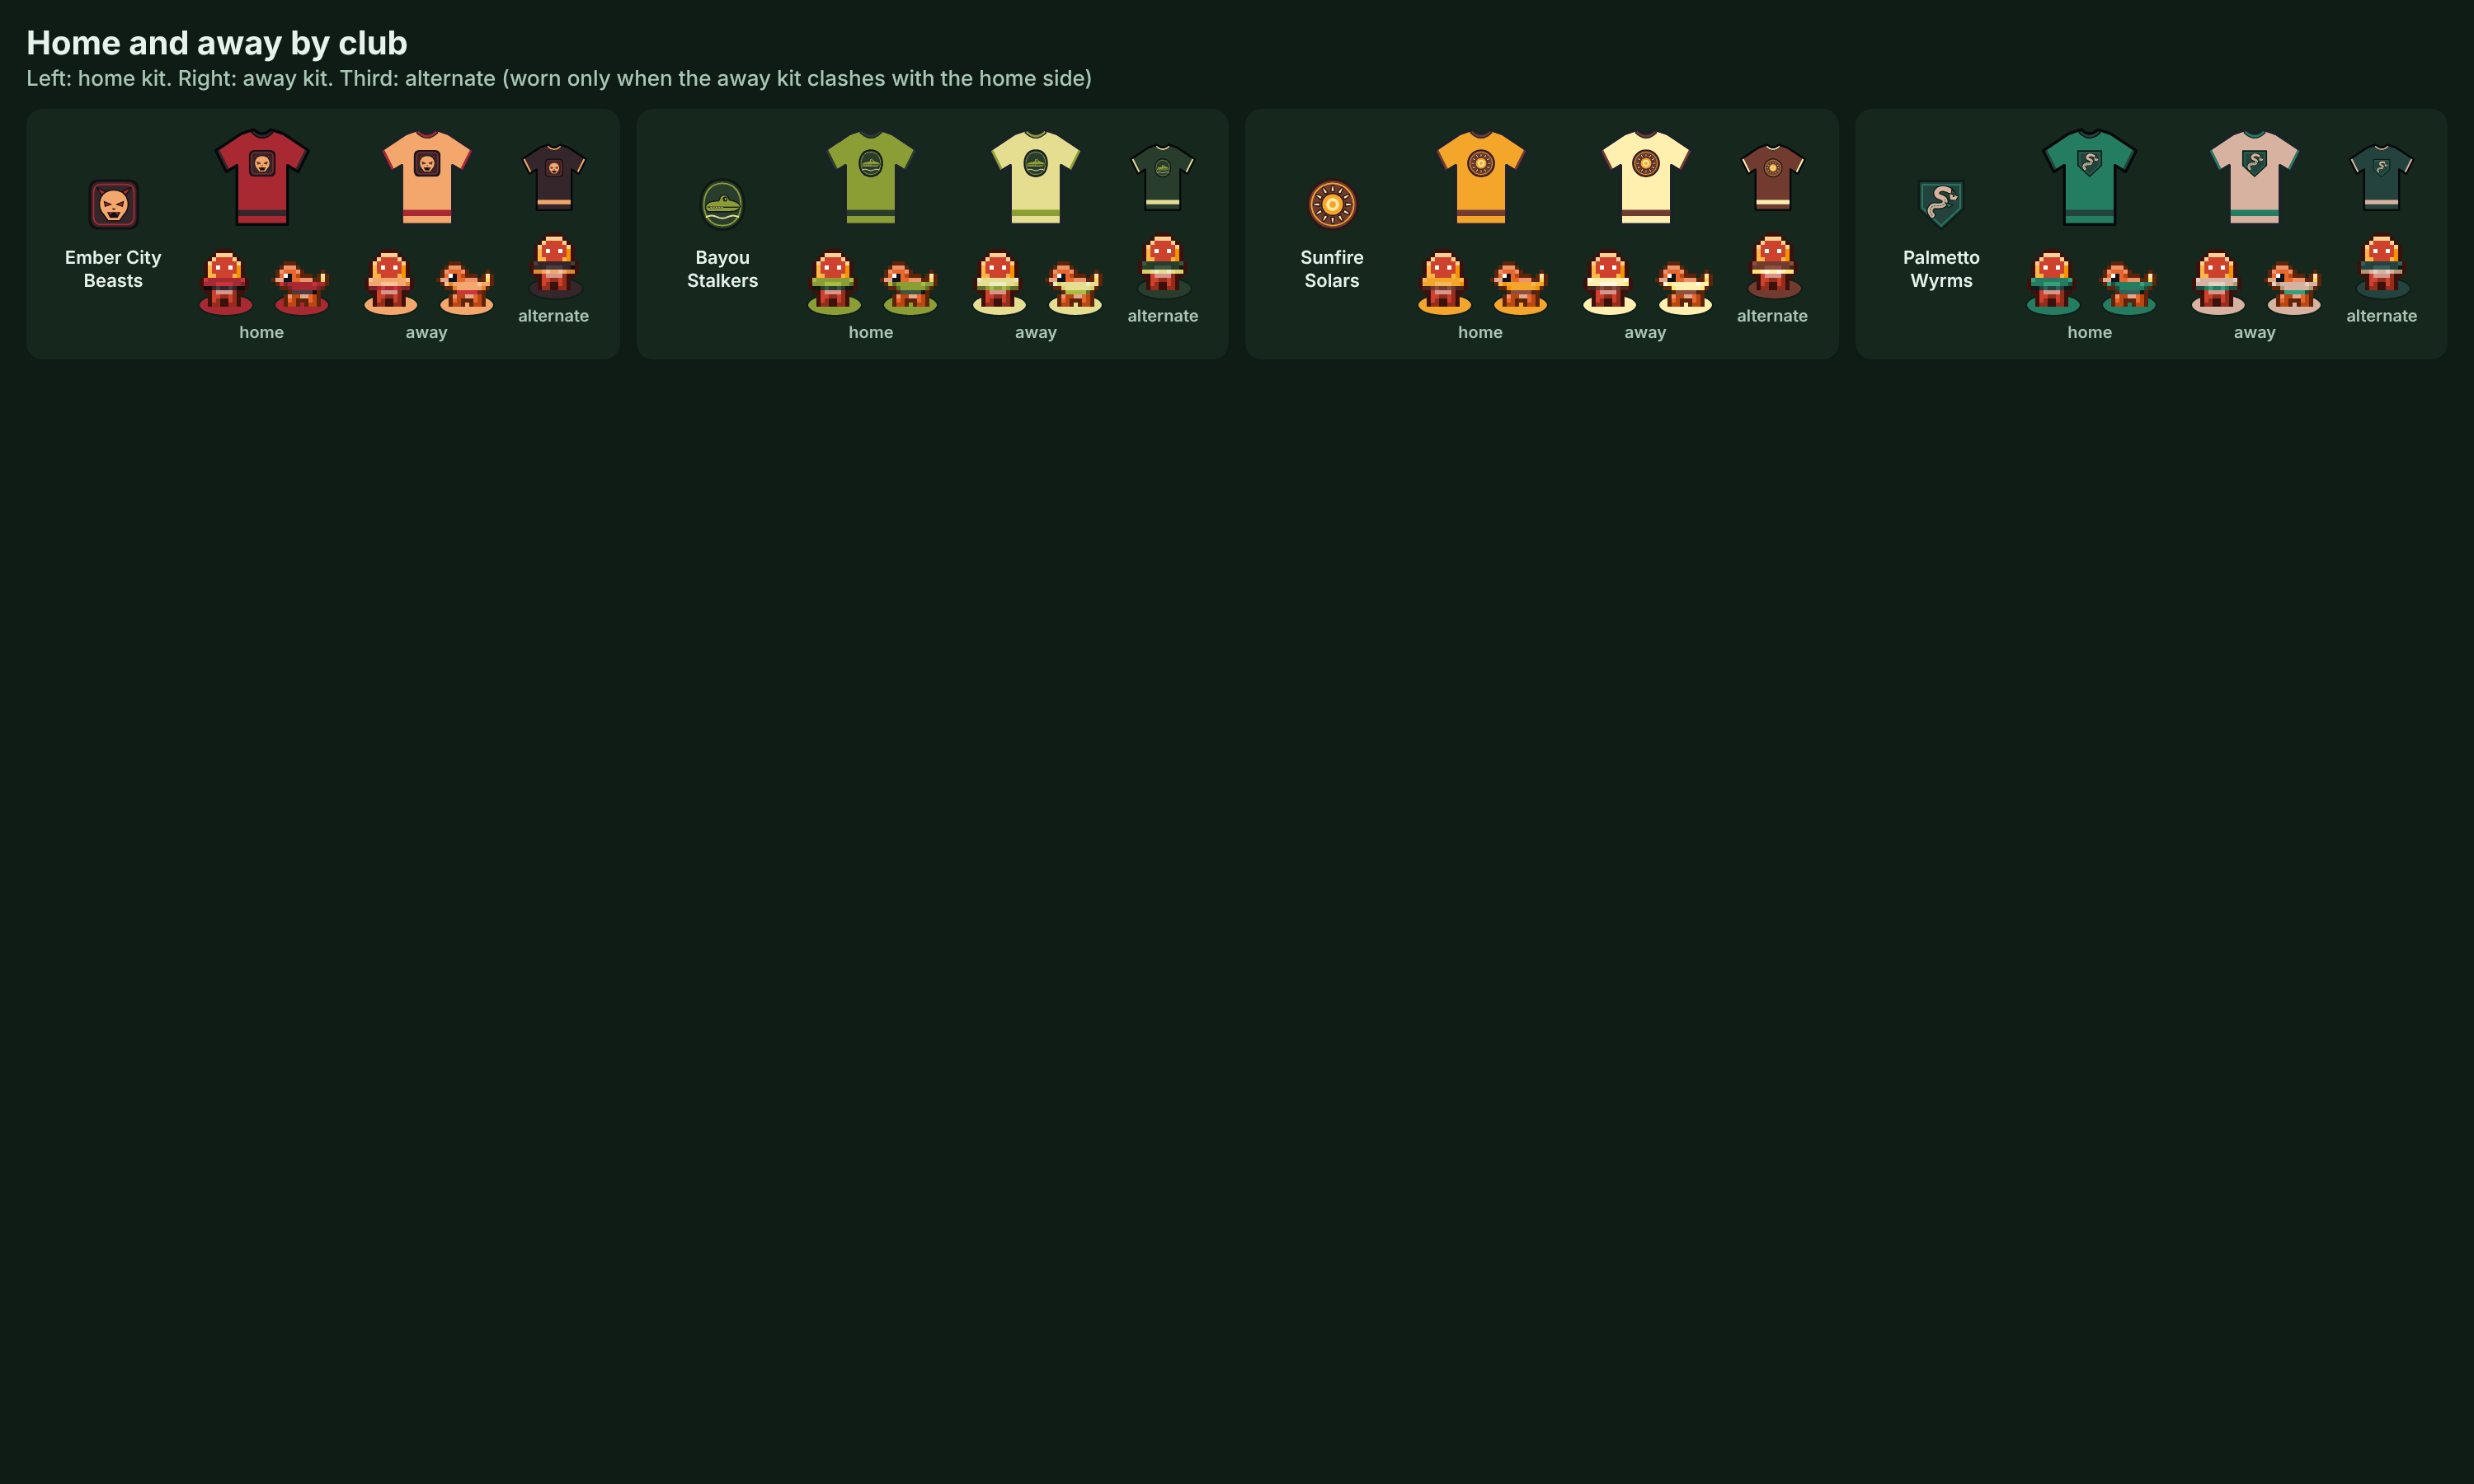 Home and away by club
Left: home kit. Right: away kit. Third: alternate (worn only when the away kit clashes with the home side)
Ember City
Beasts
home
away
alternate
Bayou
Stalkers
home
away
alternate
Sunfire
Solars
home
away
alternate
Palmetto
Wyrms
home
away
alternate